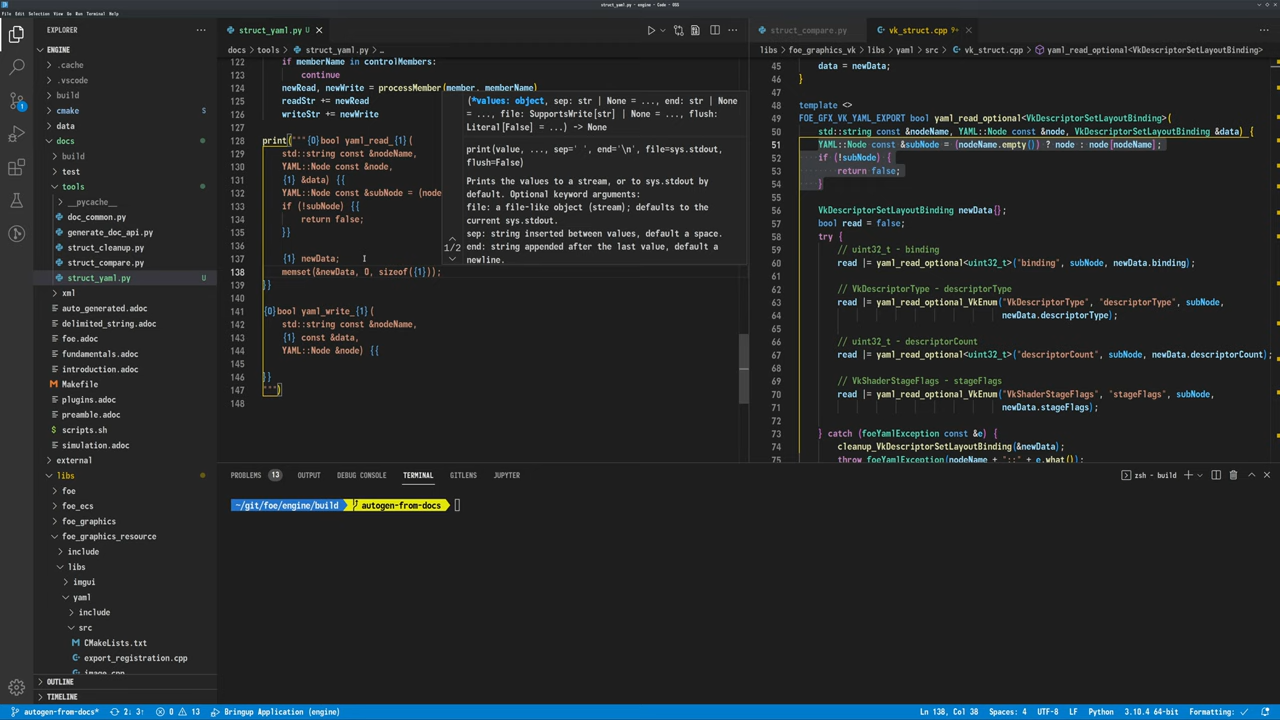 struct_yaml.py - engine - Code - OSS
File Edit Selection View Go Run Terminal Help
EXPLORER
ENGINE
.cache
.vscode
build
cmake
data
docs
build
test
tools
__pycache__
doc_common.py
generate_doc_api.py
struct_cleanup.py
struct_compare.py
struct_yaml.py U
xml
auto_generated.adoc
delimited_string.adoc
foe.adoc
fundamentals.adoc
introduction.adoc
Makefile
plugins.adoc
preamble.adoc
scripts.sh
simulation.adoc
external
libs
foe
foe_ecs
foe_graphics
foe_graphics_resource
include
libs
imgui
yaml
include
src
CMakeLists.txt
export_registration.cpp
image.cpp
OUTLINE
TIMELINE
struct_yaml.py U
docs > tools > struct_yaml.py, ...
122 if memberName in controlMembers:
123 continue
124 newRead, newWrite = processMember(member, memberName)
125 readStr += newRead
126 writeStr += newWrite
127
128 print("""{0}bool yaml_read_{1}(
129 std::string const &nodeName,
130 YAML::Node const &node,
131 {1} &data) {{
132 YAML::Node const &subNode = (node
133 if (!subNode) {{
134 return false;
135 }}
136
137 {1} newData;
138 memset(&newData, 0, sizeof({1}));
139 }}
140
141 {0}bool yaml_write_{1}(
142 std::string const &nodeName,
143 {1} const &data,
144 YAML::Node &node) {{
145
146 }}
147 """)
148
(*values: object, sep: str | None = ..., end: str | None
= ..., file: SupportsWrite[str] | None = ..., flush:
Literal[False] = ...) -> None
print(value, ..., sep=' ', end='\n', file=sys.stdout,
flush=False)
Prints the values to a stream, or to sys.stdout by
default. Optional keyword arguments:
file: a file-like object (stream); defaults to the
current sys.stdout.
sep: string inserted between values, default a space.
1/2
end: string appended after the last value, default a
newline.
struct_compare.py
vk_struct.cpp 9+
libs > foe_graphics_vk > libs > yaml > src > vk_struct.cpp > yaml_read_optional<VkDescriptorSetLayoutBinding>
45 data = newData;
46 }
47
48 template <>
49 FOE_GFX_VK_YAML_EXPORT bool yaml_read_optional<VkDescriptorSetLayoutBinding>(
50 std::string const &nodeName, YAML::Node const &node, VkDescriptorSetLayoutBinding &data) {
51 YAML::Node const &subNode = (nodeName.empty()) ? node : node[nodeName];
52 if (!subNode) {
53 return false;
54 }
55
56 VkDescriptorSetLayoutBinding newData{};
57 bool read = false;
58 try {
59 // uint32_t - binding
60 read |= yaml_read_optional<uint32_t>("binding", subNode, newData.binding);
61
62 // VkDescriptorType - descriptorType
63 read |= yaml_read_optional_VkEnum("VkDescriptorType", "descriptorType", subNode,
64 newData.descriptorType);
65
66 // uint32_t - descriptorCount
67 read |= yaml_read_optional<uint32_t>("descriptorCount", subNode, newData.descriptorCount);
68
69 // VkShaderStageFlags - stageFlags
70 read |= yaml_read_optional_VkEnum("VkShaderStageFlags", "stageFlags", subNode,
71 newData.stageFlags);
72
73 } catch (foeYamlException const &e) {
74 cleanup_VkDescriptorSetLayoutBinding(&newData);
75 throw foeYamlException(nodeName + "::" + e.what());
PROBLEMS 13 OUTPUT DEBUG CONSOLE TERMINAL GITLENS JUPYTER
zsh - build
~/git/foe/engine/build autogen-from-docs
autogen-from-docs* 2↓ 3↑ 0 13 Bringup Application (engine)
Ln 138, Col 38 Spaces: 4 UTF-8 LF Python 3.10.4 64-bit Formatting: ✓